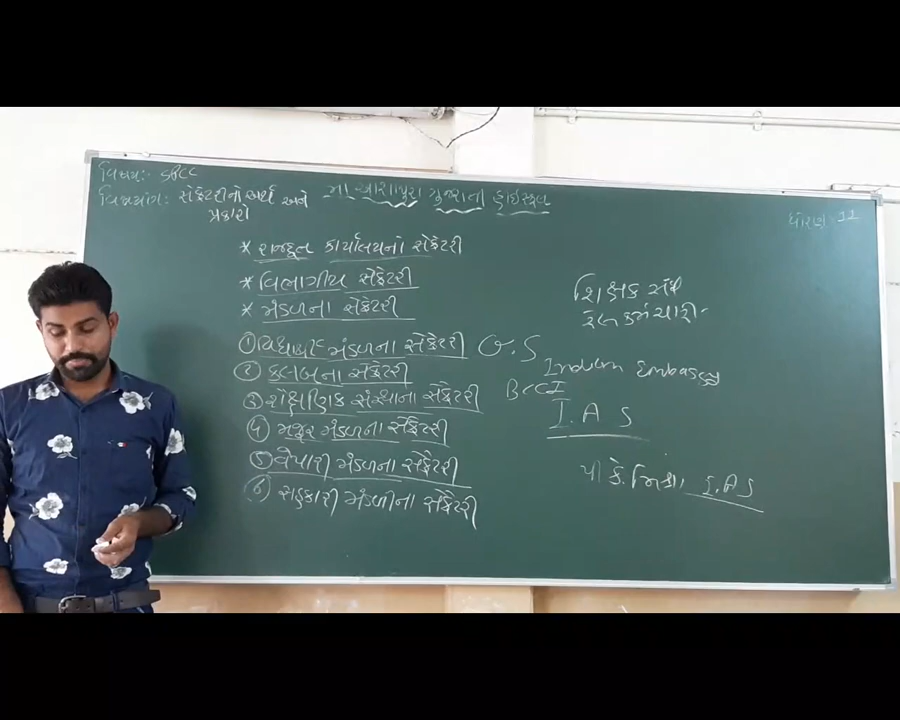 વિષય:- SPCC
વિષયાંગ: સેક્રેટરીનો અર્થ અને
પ્રકારો
મા આશાપુરા ગુજરાતી હાઈસ્કૂલ
ધોરણ 11
* રાજદૂત કાર્યાલયનાં સેક્રેટરી
* વિભાગીય સેક્રેટરી
* મંડળના સેક્રેટરી
① વિદ્યાર્થી મંડળના સેક્રેટરી G.S
② કલબના સેક્રેટરી
③ શૈક્ષણિક સંસ્થાના સેક્રેટરી
④ મજૂર મંડળના સેક્રેટરી
⑤ વેપારી મંડળના સેક્રેટરી
⑥ સહકારી મંડળીના સેક્રેટરી
શિક્ષક સંઘ
રેલ કર્મચારી
Indian Embassy
BCCI
I.A S
પી કે. મિશ્રા I.A S